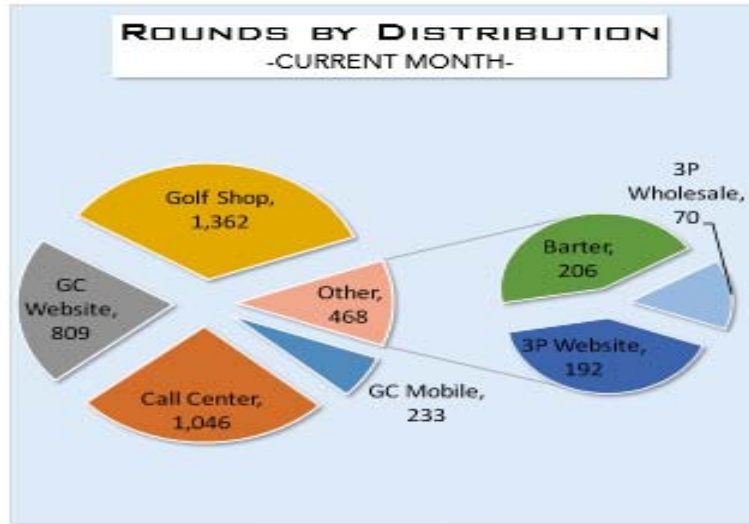 ROUNDS BY DISTRIBUTION
-CURRENT MONTH-
Golf Shop,
1,362
GC
Website,
809
Call Center,
1,046
Other,
468
GC Mobile,
233
Barter,
206
3P
Wholesale,
70
3P Website,
192